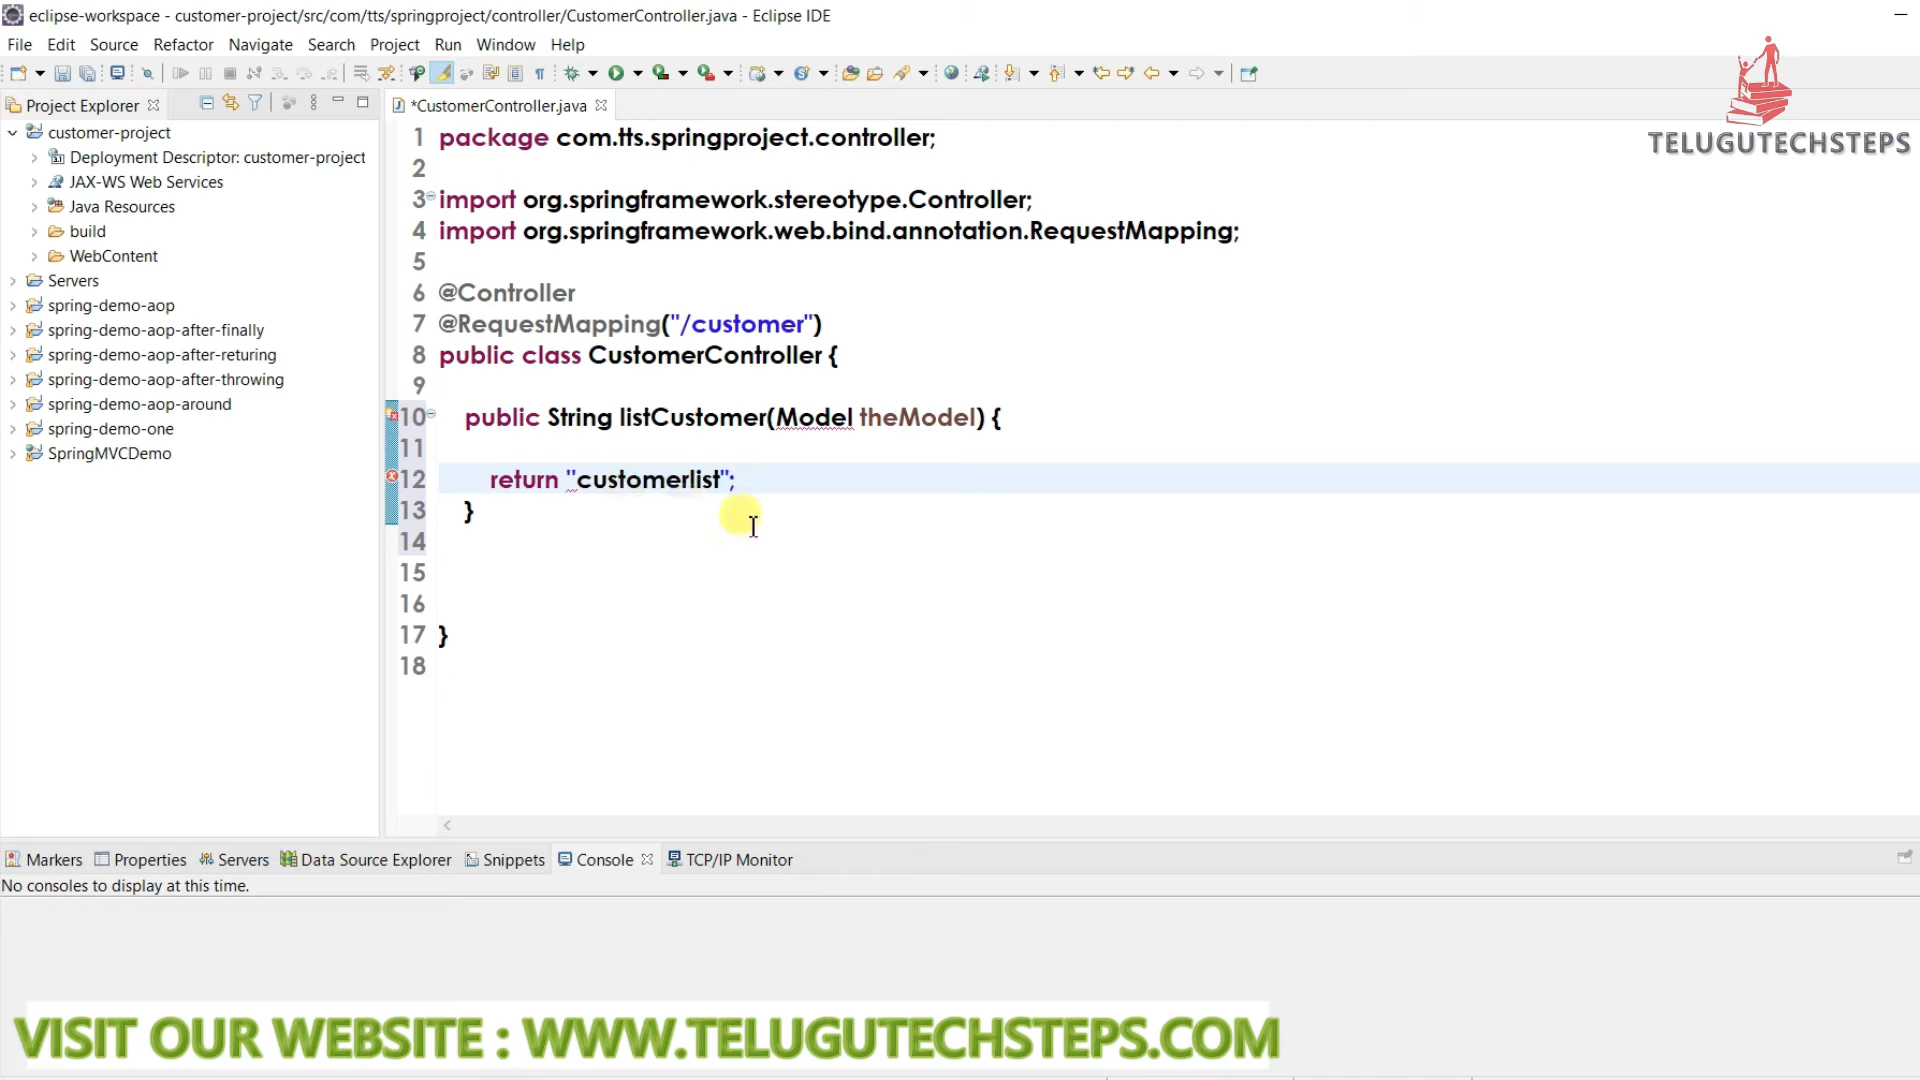 eclipse-workspace - customer-project/src/com/tts/springproject/controller/CustomerController.java - Eclipse IDE
File Edit Source Refactor Navigate Search Project Run Window Help
TELUGUTECHSTEPS
Project Explorer
customer-project
Deployment Descriptor: customer-project
JAX-WS Web Services
Java Resources
build
WebContent
Servers
spring-demo-aop
spring-demo-aop-after-finally
spring-demo-aop-after-returing
spring-demo-aop-after-throwing
spring-demo-aop-around
spring-demo-one
SpringMVCDemo
*CustomerController.java
1 package com.tts.springproject.controller;
2
3 import org.springframework.stereotype.Controller;
4 import org.springframework.web.bind.annotation.RequestMapping;
5
6 @Controller
7 @RequestMapping("/customer")
8 public class CustomerController {
9
10 public String listCustomer(Model theModel) {
11
12 return "customerlist";
13 }
14
15
16
17 }
18
Markers Properties Servers Data Source Explorer Snippets Console TCP/IP Monitor
No consoles to display at this time.
VISIT OUR WEBSITE : WWW.TELUGUTECHSTEPS.COM